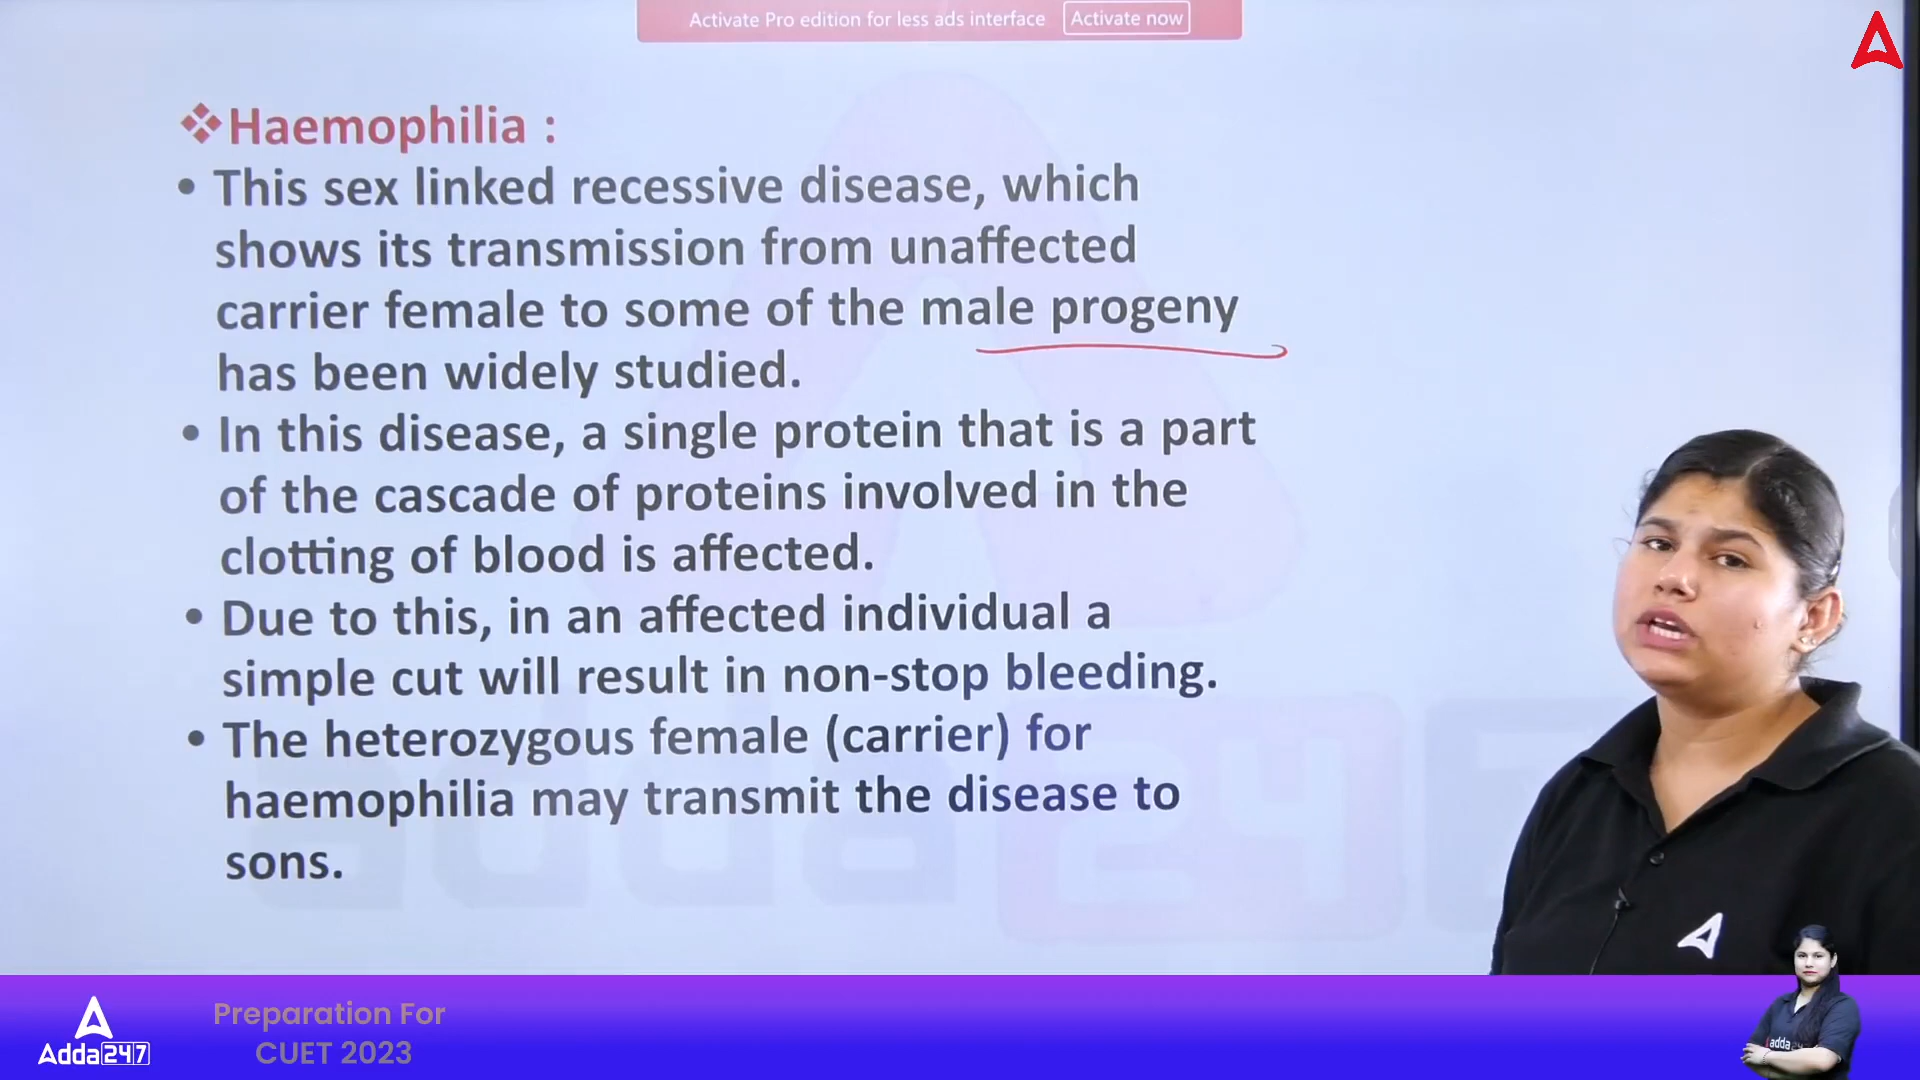 Activate Pro edition for less ads interface Activate now
❖Haemophilia :
• This sex linked recessive disease, which
shows its transmission from unaffected
carrier female to some of the male progeny
has been widely studied.
• In this disease, a single protein that is a part
of the cascade of proteins involved in the
clotting of blood is affected.
• Due to this, in an affected individual a
simple cut will result in non-stop bleeding.
• The heterozygous female (carrier) for
haemophilia may transmit the disease to
sons.
adda 247
Preparation For
CUET 2023
Adda247
adda24